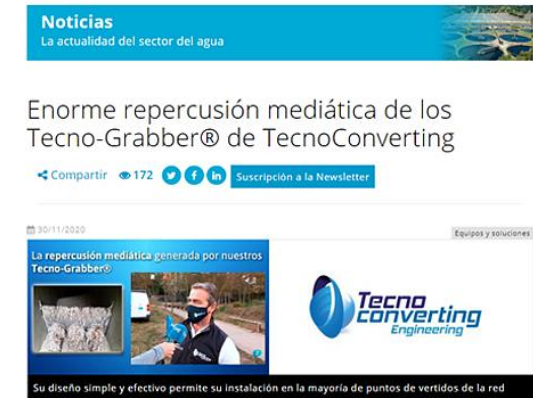 Noticias
La actualidad del sector del agua
Enorme repercusión mediática de los
Tecno-Grabber® de TecnoConverting
Compartir 172 Suscripción a la Newsletter
30/11/2020
Equipos y soluciones
La repercusión mediática generada por nuestros
Tecno-Grabber®
Tecno
converting
Engineering
Su diseño simple y efectivo permite su instalación en la mayoría de puntos de vertidos de la red